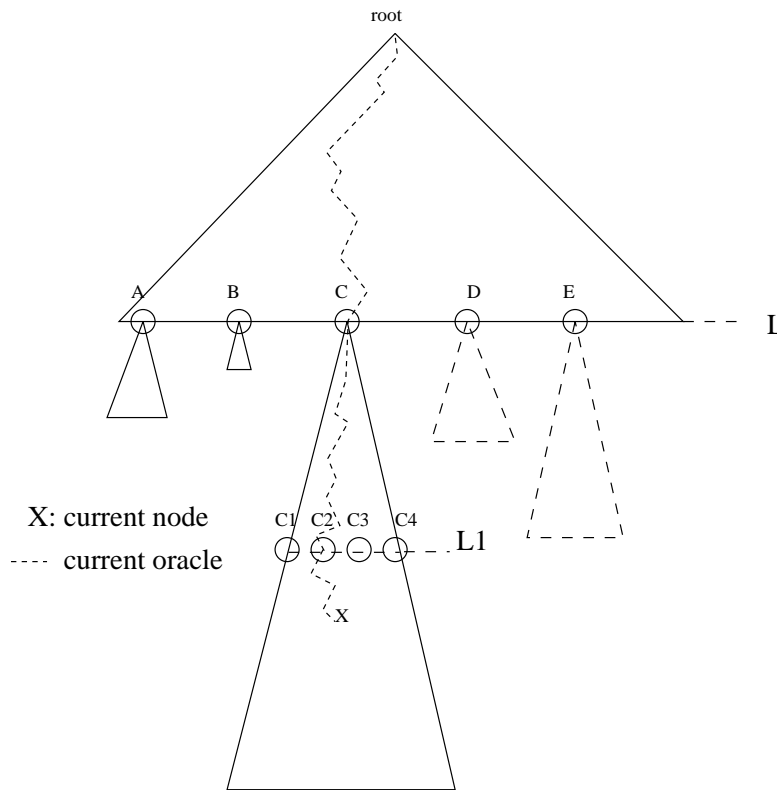 root
A B C D E
L
C1 C2 C3 C4
L1
X: current node
current oracle
X